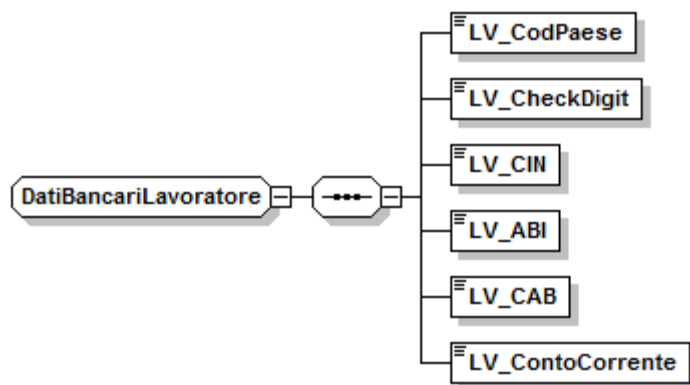 LV_CodPaese
LV_CheckDigit
LV_CIN
DatiBancariLavoratore
LV_ABI
LV_CAB
LV_ContoCorrente